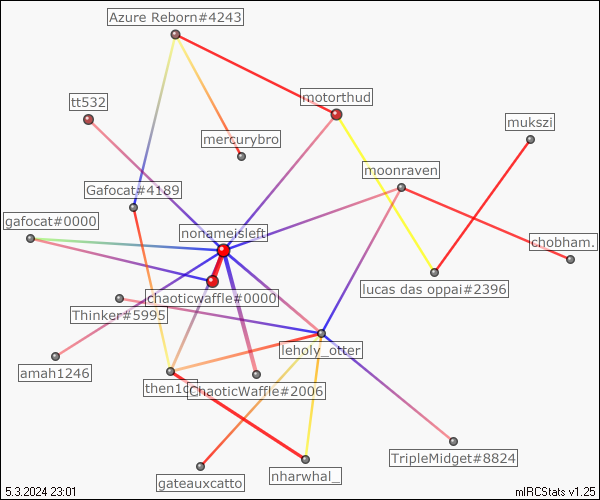 Azure Reborn#4243
motorthud
tt532
mukszi
mercurybro
moonraven
Gafocat#4189
gafocat#0000
nonameisleft
chobham.
lucas das oppai#2396
chaoticwaffle#0000
Thinker#5995
leholy_otter
amah1246
ChaoticWaffle#2006
TripleMidget#8824
nharwhal_
gateauxcatto
5.3.2024 23:01
mIRCStats v1.25